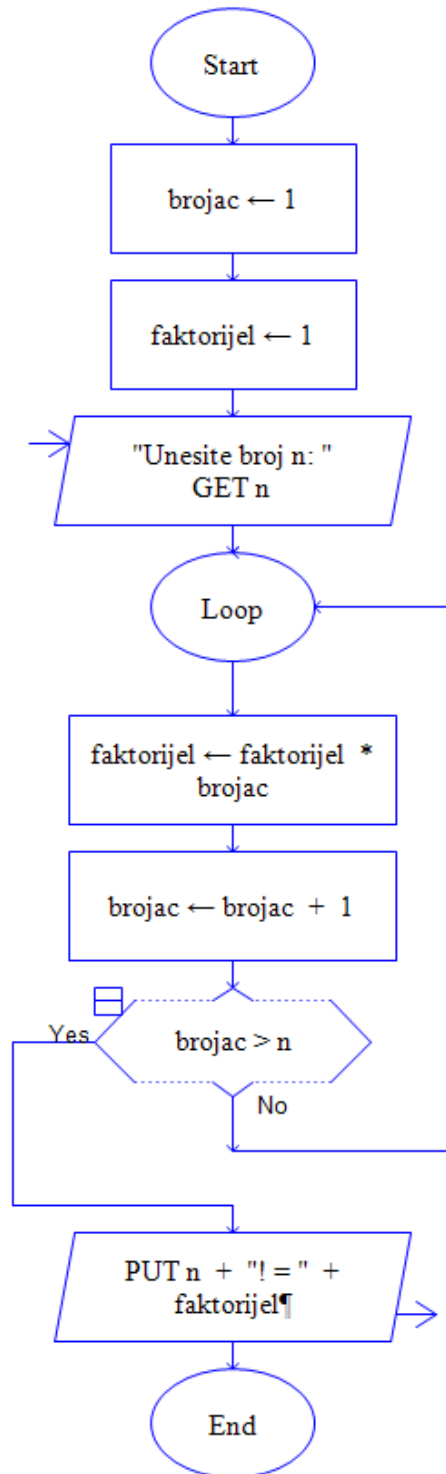 Start
brojac ← 1
faktorijel ← 1
"Unesite broj n: "
GET n
Loop
faktorijel ← faktorijel *
brojac
brojac ← brojac + 1
Yes
brojac > n
No
PUT n + "! = " +
faktorijel¶
End